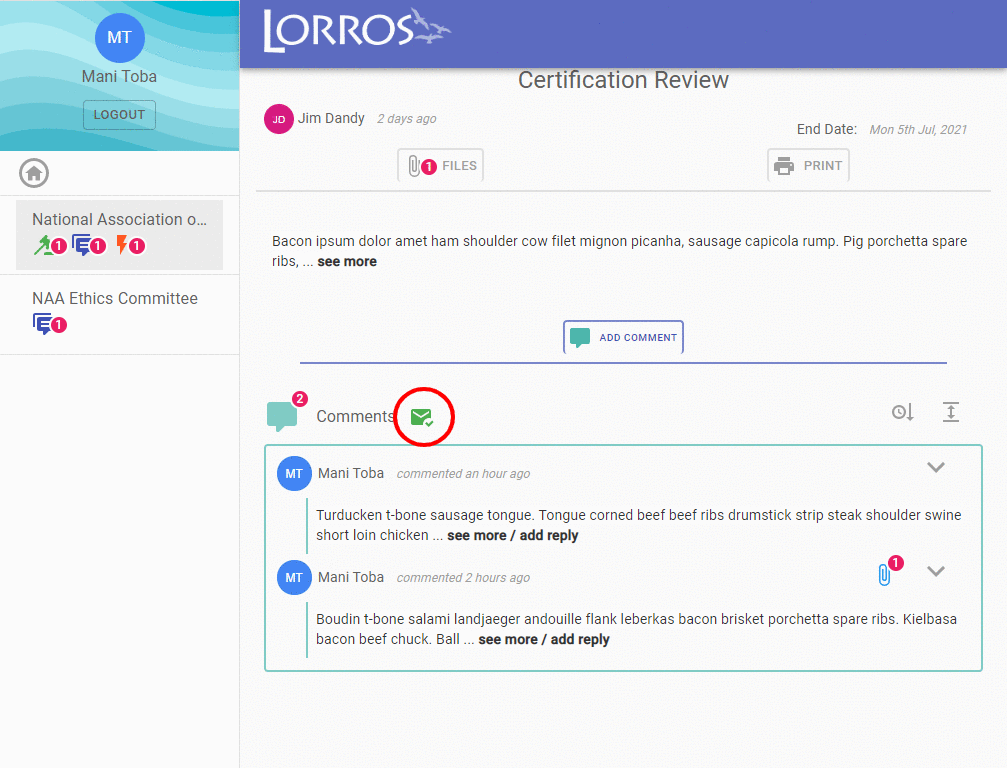 MT
Mani Toba
LOGOUT
National Association o...
1 1 1
NAA Ethics Committee
1
LORROS
Certification Review
JD Jim Dandy 2 days ago
End Date: Mon 5th Jul, 2021
1 FILES
PRINT
Bacon ipsum dolor amet ham shoulder cow filet mignon picanha, sausage capicola rump. Pig porchetta spare
ribs, ... see more
ADD COMMENT
2
Comments
MT Mani Toba commented an hour ago
Turducken t-bone sausage tongue. Tongue corned beef beef ribs drumstick strip steak shoulder swine
short loin chicken ... see more / add reply
MT Mani Toba commented 2 hours ago 1
Boudin t-bone salami landjaeger andouille flank leberkas bacon brisket porchetta spare ribs. Kielbasa
bacon beef chuck. Ball ... see more / add reply